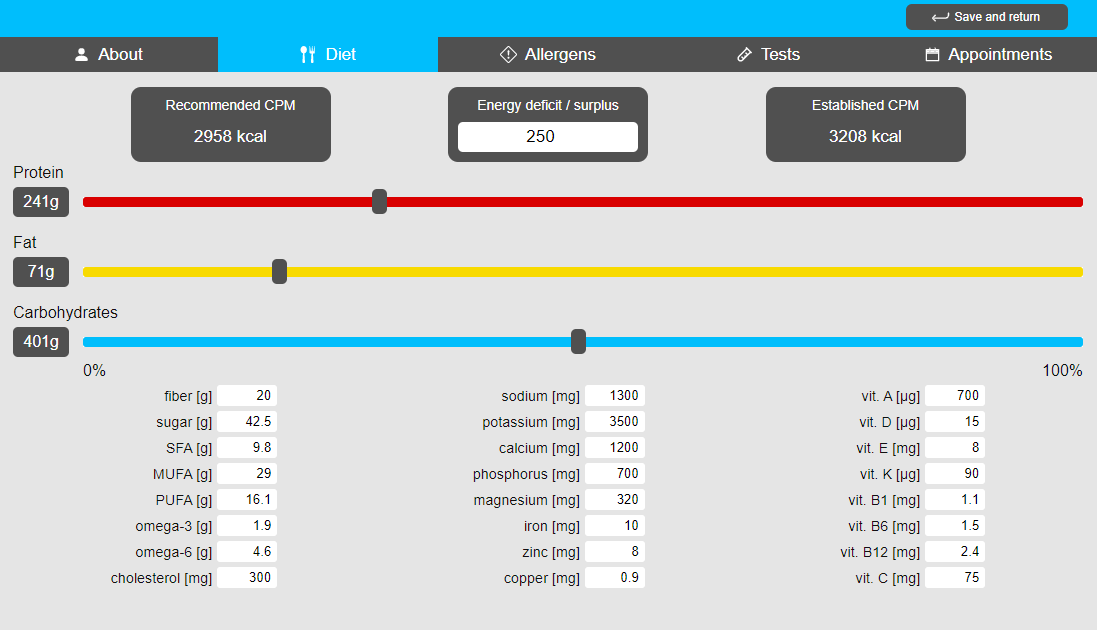 Save and return
About
Diet
Allergens
Tests
Appointments
Recommended CPM
2958 kcal
Energy deficit / surplus
250
Established CPM
3208 kcal
Protein
241g
Fat
71g
Carbohydrates
401g
0%
100%
fiber [g] 20
sugar [g] 42.5
SFA [g] 9.8
MUFA [g] 29
PUFA [g] 16.1
omega-3 [g] 1.9
omega-6 [g] 4.6
cholesterol [mg] 300
sodium [mg] 1300
potassium [mg] 3500
calcium [mg] 1200
phosphorus [mg] 700
magnesium [mg] 320
iron [mg] 10
zinc [mg] 8
copper [mg] 0.9
vit. A [µg] 700
vit. D [µg] 15
vit. E [mg] 8
vit. K [µg] 90
vit. B1 [mg] 1.1
vit. B6 [mg] 1.5
vit. B12 [mg] 2.4
vit. C [mg] 75